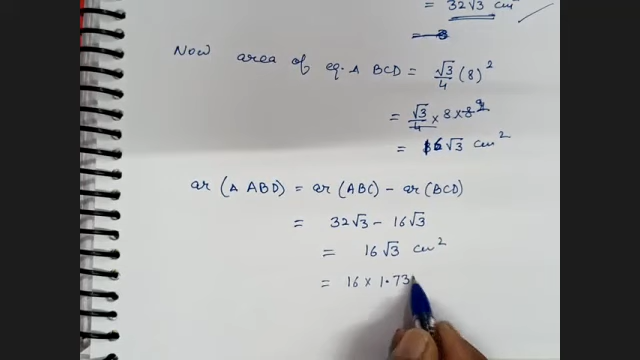 = 32√3 cm²
=
Now area of eq. Δ BCD = √3/4 (8)²
= √3/4 × 8 × 8
= 16√3 cm²
ar (Δ ABD) = ar (ABC) - ar (BCD)
= 32√3 - 16√3
= 16√3 cm²
= 16 × 1.73